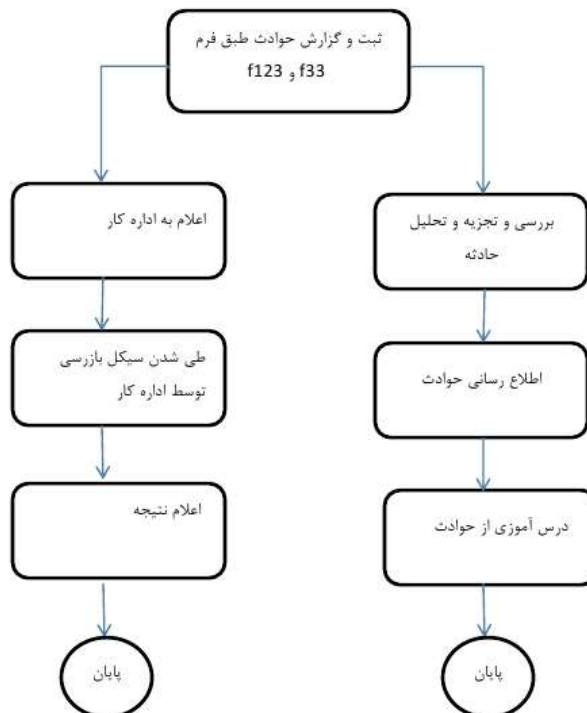 ثبت و گزارش حوادث طبق فرم
f33 و f123
بررسی و تجزیه و تحلیل
حادثه
اطلاع رسانی حوادث
درس آموزی از حوادث
پایان
اعلام به اداره کار
طی شدن سیکل بازرسی
توسط اداره کار
اعلام نتیجه
پایان